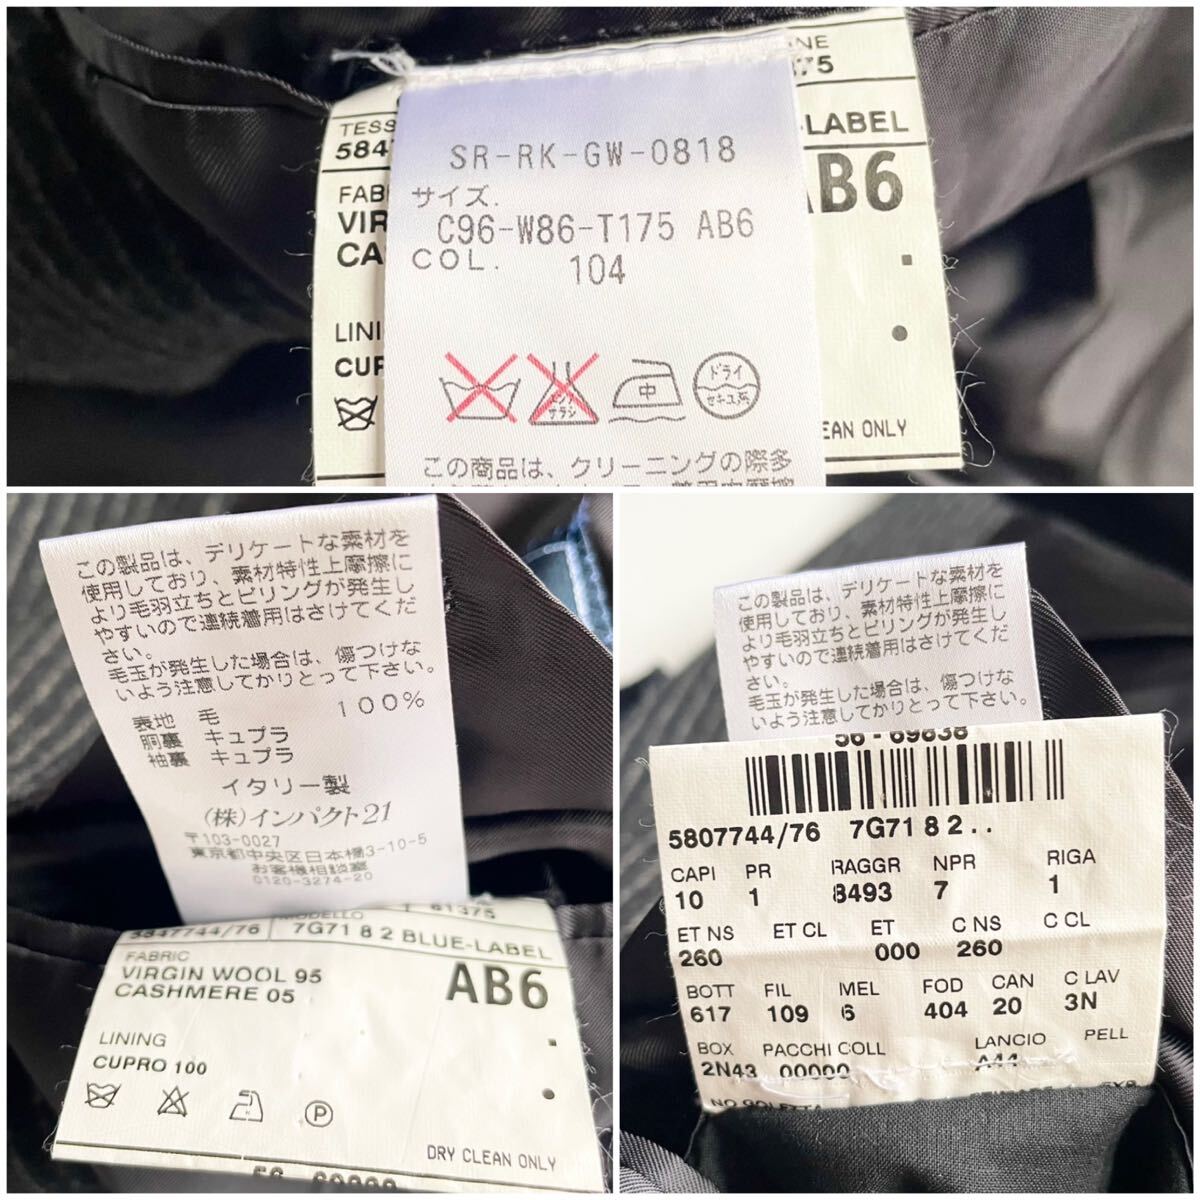 NE
375
TESS
-LABEL
584
AB6
FAB
VIR
CA
LINI
CUP
EAN ONLY
SR-RK-GW-0818
サイズ.
C96-W86-T175 AB6
COL. 104
中
ドライ
セキユ系
エンソ
サラシ
この商品は、クリーニングの際多
この製品は、デリケートな素材を
使用しており、素材特性上摩擦に
より毛羽立ちとピリングが発生し
やすいので連続着用はさけてくだ
さい。
毛玉が発生した場合は、傷つけな
いよう注意してかりとって下さい。
表地 毛 100%
胴裏 キュプラ
袖裏 キュプラ
イタリー製
(株)インパクト21
〒103-0027
東京都中央区日本橋3-10-5
お客様相談室
0120-3274-20
MODELLO 61375
5847744/76 7G71 8 2 BLUE-LABEL
FABRIC
VIRGIN WOOL 95
CASHMERE 05
AB6
LINING
CUPRO 100
P
DRY CLEAN ONLY
この製品は、デリケートな素材を
使用しており、素材特性上摩擦に
より毛羽立ちとピリングが発生し
やすいので連続着用はさけてくだ
さい。
毛玉が発生した場合は、傷つけな
いよう注意してかりとって下さい。
56-69838
5807744/76 7G71 8 2 . .
CAPI PR RAGGR NPR RIGA
10 1 8493 7 1
ET NS ET CL ET C NS C CL
260 000 260
BOTT FIL MEL FOD CAN C LAV
617 109 6 404 20 3N
BOX PACCHI COLL LANCIO PELL
2N43 00000 A44